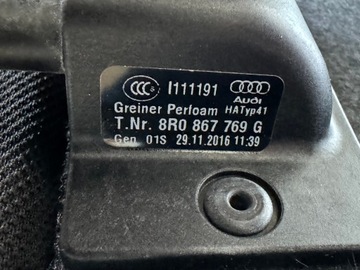 I111191
Audi
Greiner Perfoam HATyp41
T.Nr. 8R0 867 769 G
Gen. 01S 29.11.2016 11:39